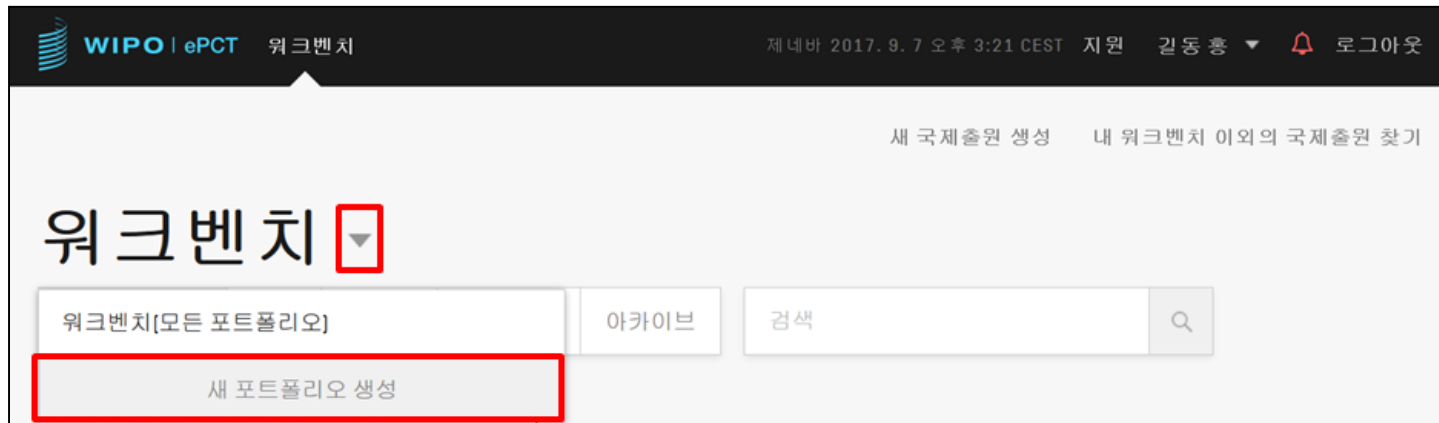 WIPO | ePCT 워크벤치 제네바 2017. 9. 7 오후 3:21 CEST 지원 길동홍 로그아웃
새 국제출원 생성 내 워크벤치 이외의 국제출원 찾기
워크벤치
워크벤치[모든 포트폴리오] 아카이브 검색
새 포트폴리오 생성